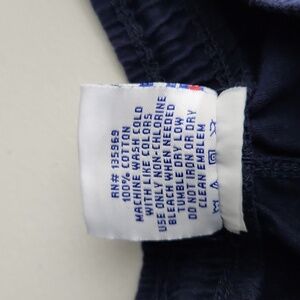 RN# 135969
100% COTTON
MACHINE WASH COLD
WITH LIKE COLORS
USE ONLY NON-CHLORINE
BLEACH WHEN NEEDED
TUMBLE DRY LOW
DO NOT IRON OR DRY
CLEAN EMBLEM